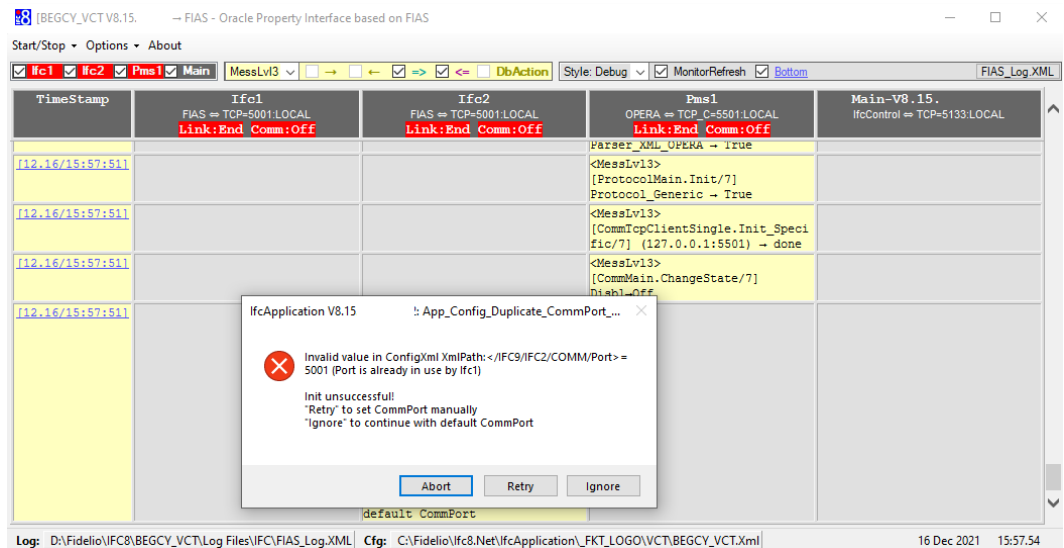 [BEGCY_VCT V8.15. → FIAS - Oracle Property Interface based on FIAS
Start/Stop Options About
Ifc1 Ifc2 Pms1 Main MessLvl3 → ← => <= DbAction Style: Debug MonitorRefresh Bottom FIAS_Log.XML
TimeStamp Ifc1 Ifc2 Pms1 Main-V8.15.
FIAS ⇔ TCP=5001:LOCAL FIAS ⇔ TCP=5001:LOCAL OPERA ⇔ TCP_C=5501:LOCAL IfcControl ⇔ TCP=5133:LOCAL
Link:End Comm:Off Link:End Comm:Off Link:End Comm:Off
Parser_XML_OPERA → True
[12.16/15:57:51] <MessLvl3>
[ProtocolMain.Init/7]
Protocol_Generic → True
[12.16/15:57:51] <MessLvl3>
[CommTcpClientSingle.Init_Speci
fic/7] (127.0.0.1:5501) → done
[12.16/15:57:51] <MessLvl3>
[CommMain.ChangeState/7]
Disbl→Off
[12.16/15:57:51]
IfcApplication V8.15 !: App_Config_Duplicate_CommPort_...
Invalid value in ConfigXml XmlPath:</IFC9/IFC2/COMM/Port> =
5001 (Port is already in use by Ifc1)
Init unsuccessful!
"Retry" to set CommPort manually
"Ignore" to continue with default CommPort
Abort Retry Ignore
default CommPort
Log: D:\Fidelio\IFC8\BEGCY_VCT\Log Files\IFC\FIAS_Log.XML Cfg: C:\Fidelio\Ifc8.Net\IfcApplication\_FKT_LOGO\VCT\BEGCY_VCT.Xml 16 Dec 2021 15:57.54